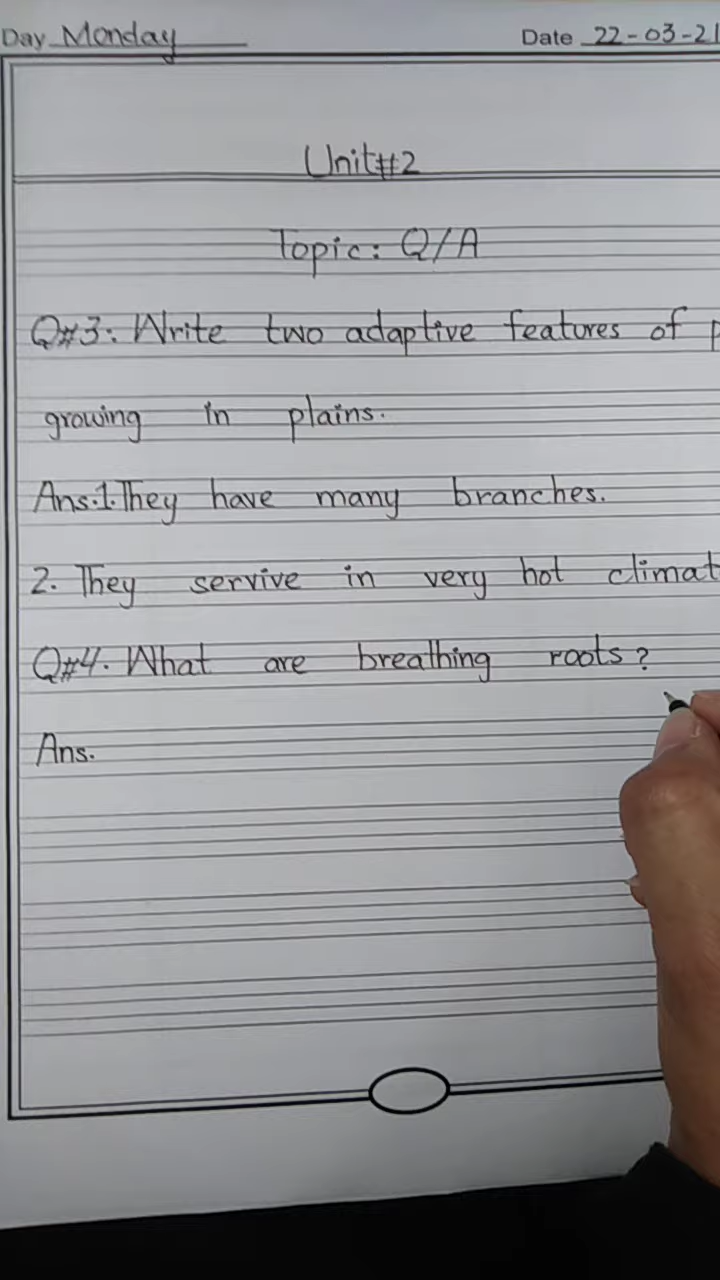 Day Monday Date 22-03-21
Unit#2
Topic: Q/A
Q#3: Write two adaptive features of
growing in plains.
Ans.1.They have many branches.
2. They servive in very hot climat
Q#4. What are breathing roots?
Ans.